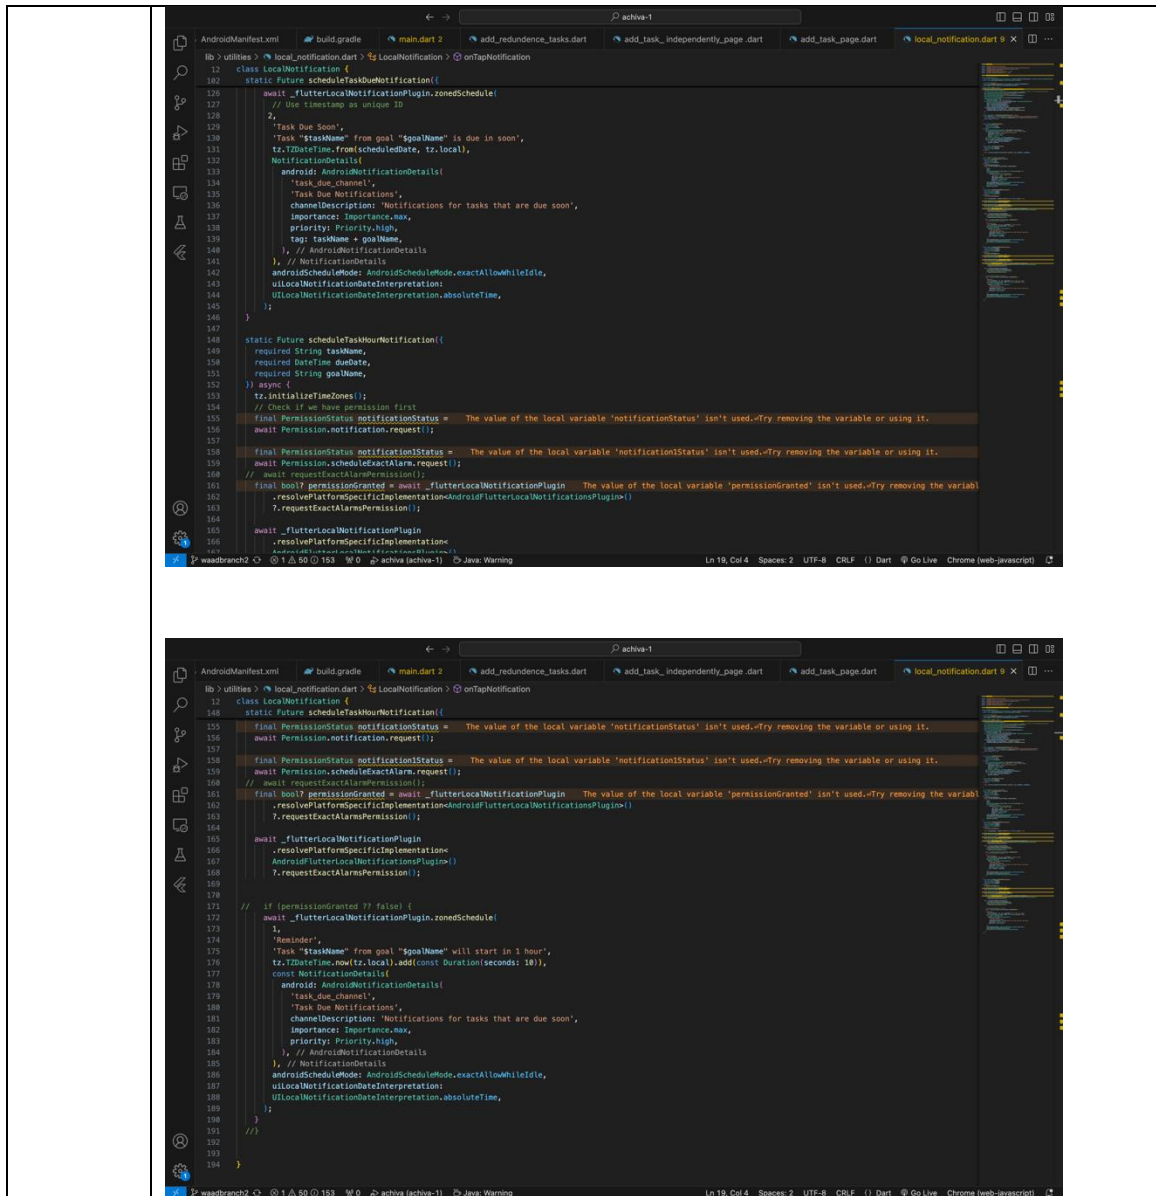 achiva-1
AndroidManifest.xml build.gradle main.dart 2 add_redundence_tasks.dart add_task_ independently_page .dart add_task_page.dart local_notification.dart 9
lib > utilities > local_notification.dart > LocalNotification > onTapNotification
12 class LocalNotification {
102 static Future scheduleTaskDueNotification({
126 await _flutterLocalNotificationPlugin.zonedSchedule(
127 // Use timestamp as unique ID
128 2,
129 'Task Due Soon',
130 'Task "$taskName" from goal "$goalName" is due in soon',
131 tz.TZDateTime.from(scheduledDate, tz.local),
132 NotificationDetails(
133 android: AndroidNotificationDetails(
134 'task_due_channel',
135 'Task Due Notifications',
136 channelDescription: 'Notifications for tasks that are due soon',
137 importance: Importance.max,
138 priority: Priority.high,
139 tag: taskName + goalName,
140 ), // AndroidNotificationDetails
141 ), // NotificationDetails
142 androidScheduleMode: AndroidScheduleMode.exactAllowWhileIdle,
143 uiLocalNotificationDateInterpretation:
144 UILocalNotificationDateInterpretation.absoluteTime,
145 );
146 }
147
148 static Future scheduleTaskHourNotification({
149 required String taskName,
150 required DateTime dueDate,
151 required String goalName,
152 }) async {
153 tz.initializeTimeZones();
154 // Check if we have permission first
155 final PermissionStatus notificationStatus = The value of the local variable 'notificationStatus' isn't used.⏎Try removing the variable or using it.
156 await Permission.notification.request();
157
158 final PermissionStatus notification1Status = The value of the local variable 'notification1Status' isn't used.⏎Try removing the variable or using it.
159 await Permission.scheduleExactAlarm.request();
160 // await requestExactAlarmPermission();
161 final bool? permissionGranted = await _flutterLocalNotificationPlugin The value of the local variable 'permissionGranted' isn't used.⏎Try removing the variabl
162 .resolvePlatformSpecificImplementation<AndroidFlutterLocalNotificationsPlugin>()
163 ?.requestExactAlarmsPermission();
164
165 await _flutterLocalNotificationPlugin
166 .resolvePlatformSpecificImplementation<
167 AndroidFlutterLocalNotificationsPlugin>()
waadbranch2 1 50 153 0 achiva (achiva-1) Java: Warning Ln 19, Col 4 Spaces: 2 UTF-8 CRLF {} Dart Go Live Chrome (web-javascript)
achiva-1
AndroidManifest.xml build.gradle main.dart 2 add_redundence_tasks.dart add_task_ independently_page .dart add_task_page.dart local_notification.dart 9
lib > utilities > local_notification.dart > LocalNotification > onTapNotification
12 class LocalNotification {
148 static Future scheduleTaskHourNotification({
155 final PermissionStatus notificationStatus = The value of the local variable 'notificationStatus' isn't used.⏎Try removing the variable or using it.
156 await Permission.notification.request();
157
158 final PermissionStatus notification1Status = The value of the local variable 'notification1Status' isn't used.⏎Try removing the variable or using it.
159 await Permission.scheduleExactAlarm.request();
160 // await requestExactAlarmPermission();
161 final bool? permissionGranted = await _flutterLocalNotificationPlugin The value of the local variable 'permissionGranted' isn't used.⏎Try removing the variabl
162 .resolvePlatformSpecificImplementation<AndroidFlutterLocalNotificationsPlugin>()
163 ?.requestExactAlarmsPermission();
164
165 await _flutterLocalNotificationPlugin
166 .resolvePlatformSpecificImplementation<
167 AndroidFlutterLocalNotificationsPlugin>()
168 ?.requestExactAlarmsPermission();
169
170
171 // if (permissionGranted ?? false) {
172 await _flutterLocalNotificationPlugin.zonedSchedule(
173 1,
174 'Reminder',
175 'Task "$taskName" from goal "$goalName" will start in 1 hour',
176 tz.TZDateTime.now(tz.local).add(const Duration(seconds: 10)),
177 const NotificationDetails(
178 android: AndroidNotificationDetails(
179 'task_due_channel',
180 'Task Due Notifications',
181 channelDescription: 'Notifications for tasks that are due soon',
182 importance: Importance.max,
183 priority: Priority.high,
184 ), // AndroidNotificationDetails
185 ), // NotificationDetails
186 androidScheduleMode: AndroidScheduleMode.exactAllowWhileIdle,
187 uiLocalNotificationDateInterpretation:
188 UILocalNotificationDateInterpretation.absoluteTime,
189 );
190 }
191 //}
192
193
194 }
waadbranch2 1 50 153 0 achiva (achiva-1) Java: Warning Ln 19, Col 4 Spaces: 2 UTF-8 CRLF {} Dart Go Live Chrome (web-javascript)